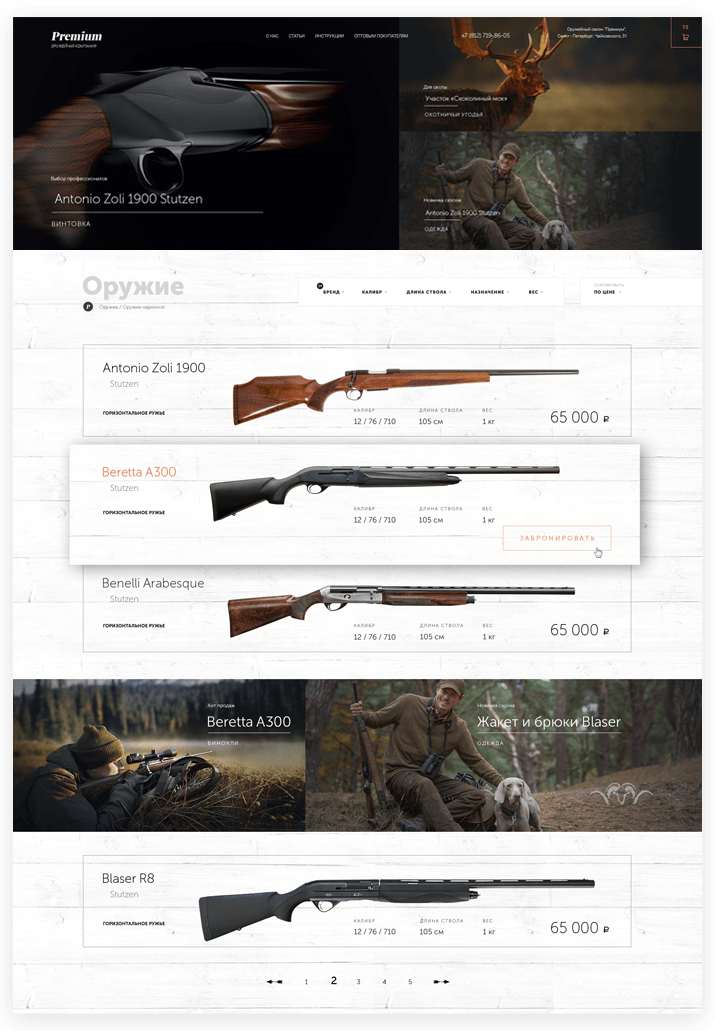 Premium
ОРУЖЕЙНАЯ КОМПАНИЯ
О НАС
СТАТЬИ
ИНСТРУКЦИИ
ОПТОВЫМ ПОКУПАТЕЛЯМ
+7 (812) 719-86-05
Оружейный салон "Премиум",
Санкт - Петербург, Чайковского, 31
15
Выбор профессионалов
Antonio Zoli 1900 Stutzen
ВИНТОВКА
Для охоты
Участок «Скоколиный мох»
ОХОТНИЧЬИ УГОДЬЯ
Новинка сезона
Antonio Zoli 1900 Stutzen
ОДЕЖДА
Оружие
P
Оружие / Оружие нарезное
БРЕНД
КАЛИБР
ДЛИНА СТВОЛА
НАЗНАЧЕНИЕ
ВЕС
СОРТИРОВАТЬ
ПО ЦЕНЕ
Antonio Zoli 1900
Stutzen
ГОРИЗОНТАЛЬНОЕ РУЖЬЕ
КАЛИБР
ДЛИНА СТВОЛА
ВЕС
12 / 76 / 710
105 см
1 кг
65 000 ₽
Beretta A300
Stutzen
ГОРИЗОНТАЛЬНОЕ РУЖЬЕ
КАЛИБР
ДЛИНА СТВОЛА
ВЕС
12 / 76 / 710
105 см
1 кг
ЗАБРОНИРОВАТЬ
Benelli Arabesque
Stutzen
ГОРИЗОНТАЛЬНОЕ РУЖЬЕ
КАЛИБР
ДЛИНА СТВОЛА
ВЕС
12 / 76 / 710
105 см
1 кг
65 000 ₽
Хит продаж
Beretta A300
БИНОКЛИ
Новинка сезона
Жакет и брюки Blaser
ОДЕЖДА
Blaser R8
Stutzen
ГОРИЗОНТАЛЬНОЕ РУЖЬЕ
КАЛИБР
ДЛИНА СТВОЛА
ВЕС
12 / 76 / 710
105 см
1 кг
65 000 ₽
1
2
3
4
5